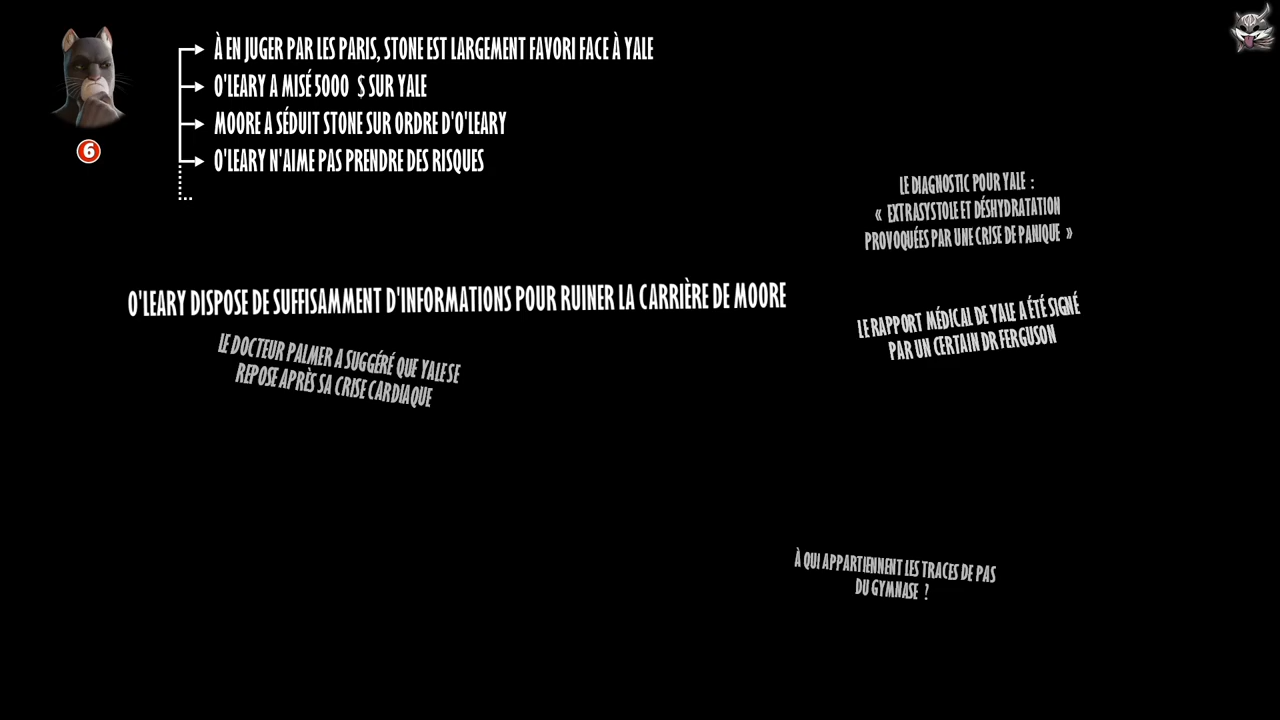 À EN JUGER PAR LES PARIS, STONE EST LARGEMENT FAVORI FACE À YALE
O'LEARY A MISÉ 5000 $ SUR YALE
MOORE A SÉDUIT STONE SUR ORDRE D'O'LEARY
O'LEARY N'AIME PAS PRENDRE DES RISQUES
6
LE DIAGNOSTIC POUR YALE :
« EXTRASYSTOLE ET DÉSHYDRATATION
PROVOQUÉES PAR UNE CRISE DE PANIQUE »
O'LEARY DISPOSE DE SUFFISAMMENT D'INFORMATIONS POUR RUINER LA CARRIÈRE DE MOORE
LE RAPPORT MÉDICAL DE YALE A ÉTÉ SIGNÉ
PAR UN CERTAIN DR FERGUSON
LE DOCTEUR PALMER A SUGGÉRÉ QUE YALE SE
REPOSE APRÈS SA CRISE CARDIAQUE
À QUI APPARTIENNENT LES TRACES DE PAS
DU GYMNASE ?